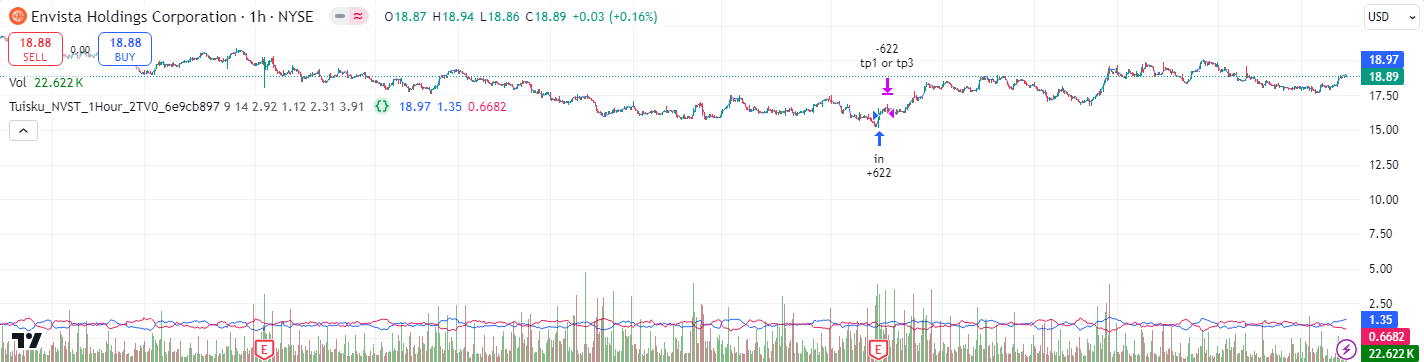 Envista Holdings Corporation · 1h · NYSE O18.87 H18.94 L18.86 C18.89 +0.03 (+0.16%)
USD
18.88 SELL
0.00
18.88 BUY
Vol 22.622 K
Tuisku_NVST_1Hour_2TV0_6e9cb897 9 14 2.92 1.12 2.31 3.91 {} 18.97 1.35 0.6682
-622
tp1 or tp3
in
+622
18.97
18.89
17.50
15.00
12.50
10.00
7.50
5.00
2.50
1.35
0.6682
22.622 K
E
E